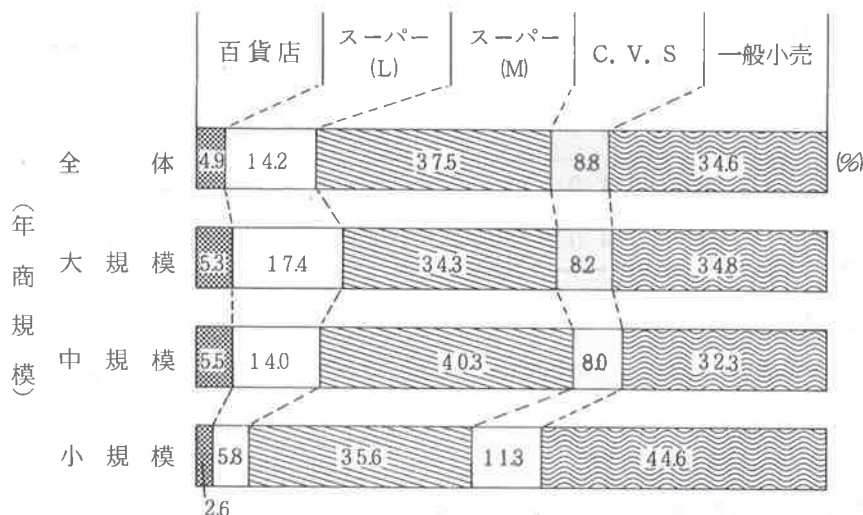 百貨店 スーパー(L) スーパー(M) C.V.S 一般小売
全体 4.9 14.2 37.5 8.8 34.6 (%)
(年商規模)
大規模 5.3 17.4 34.3 8.2 34.8
中規模 5.5 14.0 40.3 8.0 32.3
小規模 2.6 5.8 35.6 11.3 44.6